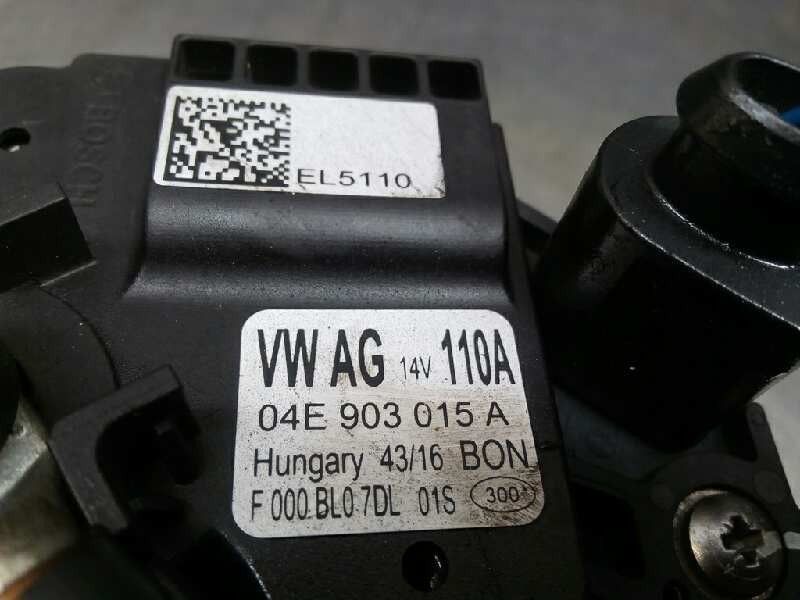 BOSCH
EL5110
VW AG 14V 110A
04E 903 015 A
Hungary 43/16 BON
F 000 BL0 7DL 01S 300